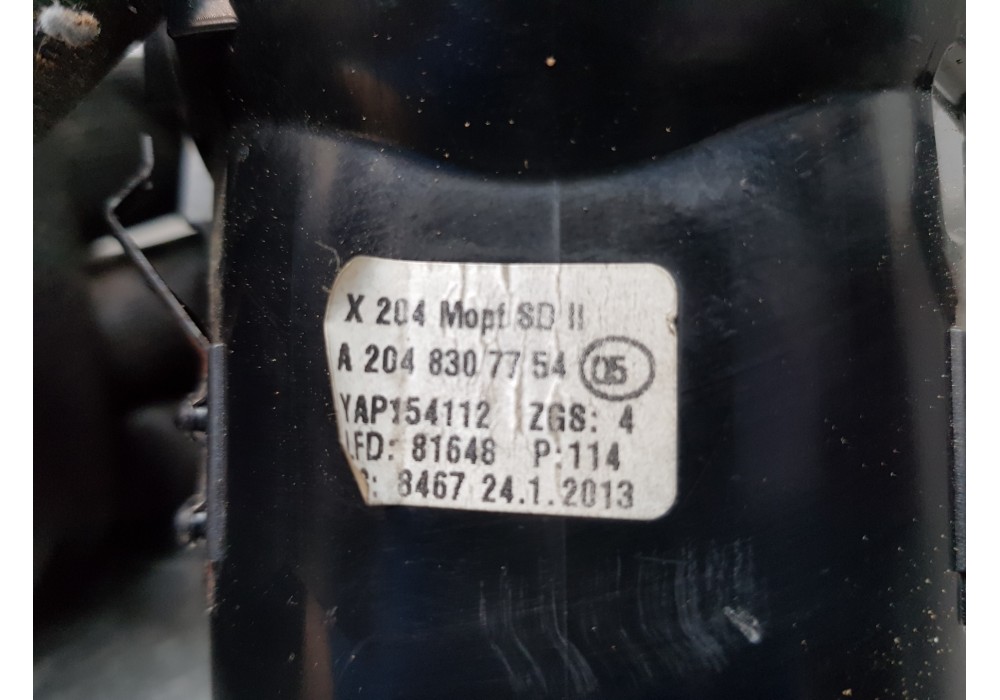 X 204 Mopf SD II
A 204 830 77 54 05
YAP154112 ZGS: 4
LFD: 81648 P:114
8467 24.1.2013